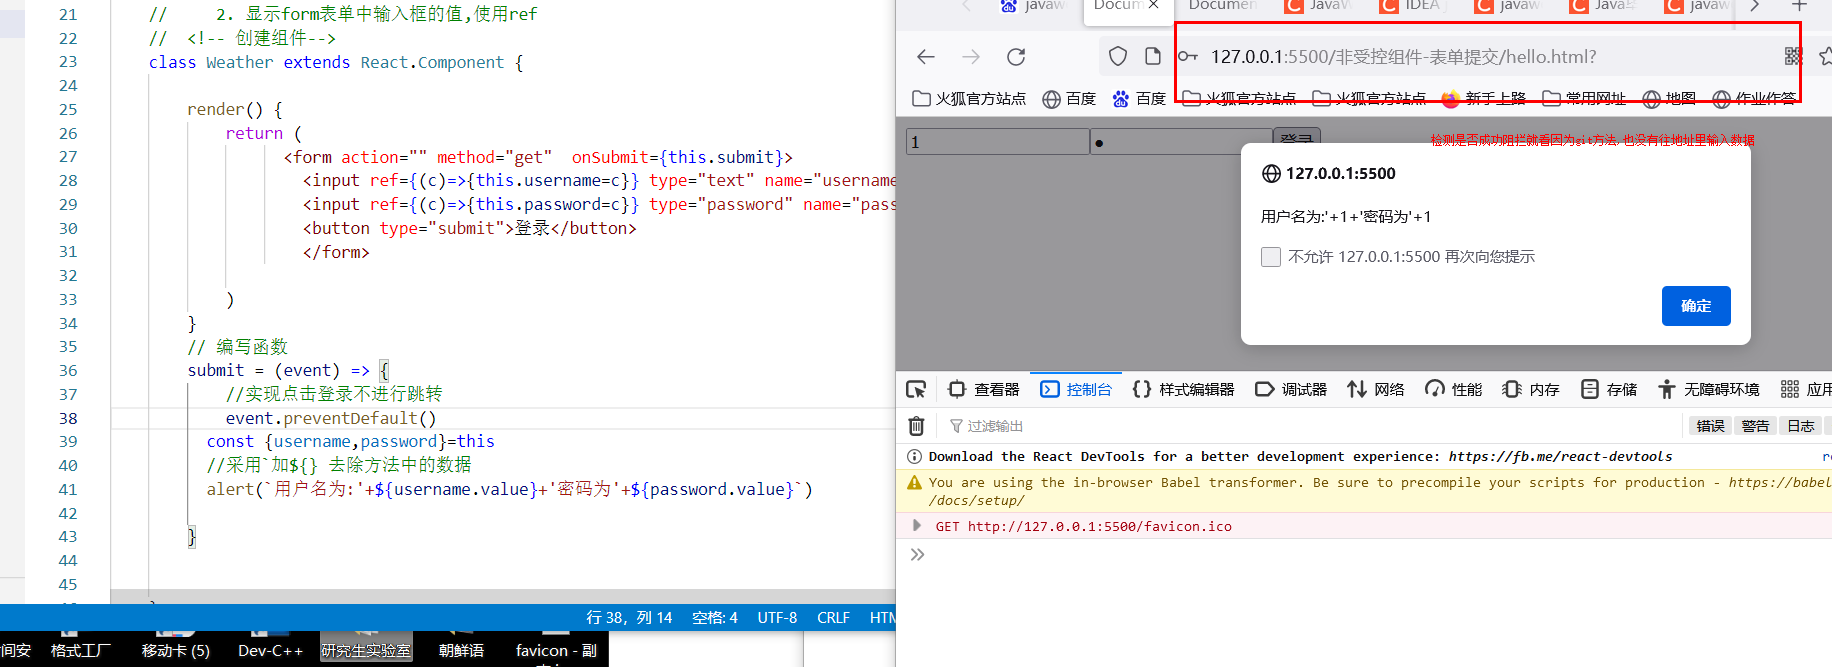 21 //     2. 显示form表单中输入框的值,使用ref
22 //  <!-- 创建组件-->
23 class Weather extends React.Component {
24
25 render() {
26 return (
27 <form action="" method="get"  onSubmit={this.submit}>
28 <input ref={(c)=>{this.username=c}} type="text" name="username
29 <input ref={(c)=>{this.password=c}} type="password" name="pass
30 <button type="submit">登录</button>
31 </form>
32
33 )
34 }
35 // 编写函数
36 submit = (event) => {
37 //实现点击登录不进行跳转
38 event.preventDefault()
39 const {username,password}=this
40 //采用`加${} 去除方法中的数据
41 alert(`用户名为:'+${username.value}+'密码为'+${password.value}`)
42
43 }
44
45
行 38，列 14 空格: 4 UTF-8 CRLF HTM
间安 格式工厂 移动卡 (5) Dev-C++ 研究生实验室 朝鲜语 favicon - 副
javaw Docum Documen JavaW IDEA javaw Java javaw
127.0.0.1:5500/非受控组件-表单提交/hello.html?
火狐官方站点 百度 百度 火狐官方站点 火狐官方站点 新手上路 常用网址 地图 作业作答
1 ● 登录
检测是否成功阻拦就看因为git方法,也没有往地址里输入数据
127.0.0.1:5500
用户名为:'+1+'密码为'+1
不允许 127.0.0.1:5500 再次向您提示
确定
查看器 控制台 样式编辑器 调试器 网络 性能 内存 存储 无障碍环境 应用
过滤输出 错误 警告 日志
Download the React DevTools for a better development experience: https://fb.me/react-devtools re
You are using the in-browser Babel transformer. Be sure to precompile your scripts for production - https://babel
/docs/setup/
GET http://127.0.0.1:5500/favicon.ico